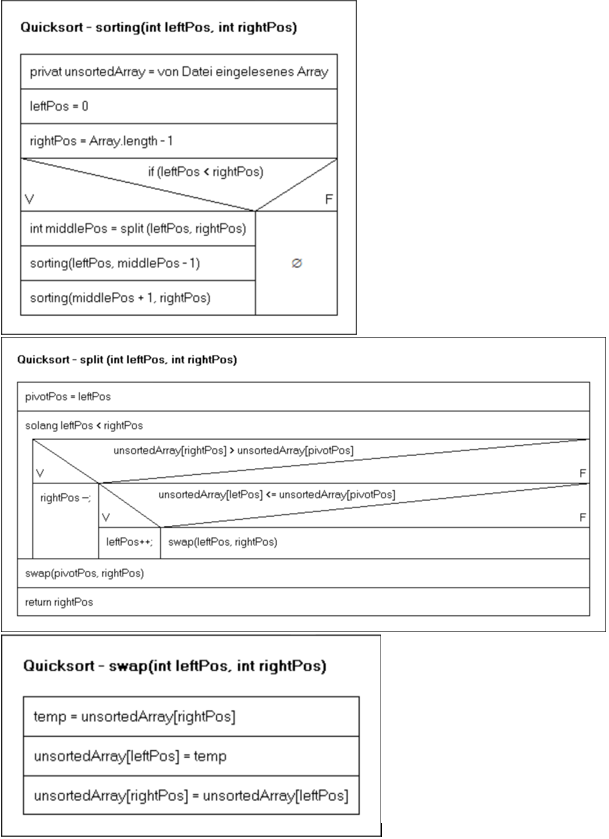 Quicksort - sorting(int leftPos, int rightPos)
privat unsortedArray = von Datei eingelesenes Array
leftPos = 0
rightPos = Array.length - 1
if (leftPos < rightPos)
V
F
int middlePos = split (leftPos, rightPos)
sorting(leftPos, middlePos - 1)
∅
sorting(middlePos + 1, rightPos)
Quicksort - split (int leftPos, int rightPos)
pivotPos = leftPos
solang leftPos < rightPos
unsortedArray[rightPos] > unsortedArray[pivotPos]
V
F
rightPos --;
unsortedArray[letPos] <= unsortedArray[pivotPos]
V
F
leftPos++;
swap(leftPos, rightPos)
swap(pivotPos, rightPos)
return rightPos
Quicksort - swap(int leftPos, int rightPos)
temp = unsortedArray[rightPos]
unsortedArray[leftPos] = temp
unsortedArray[rightPos] = unsortedArray[leftPos]